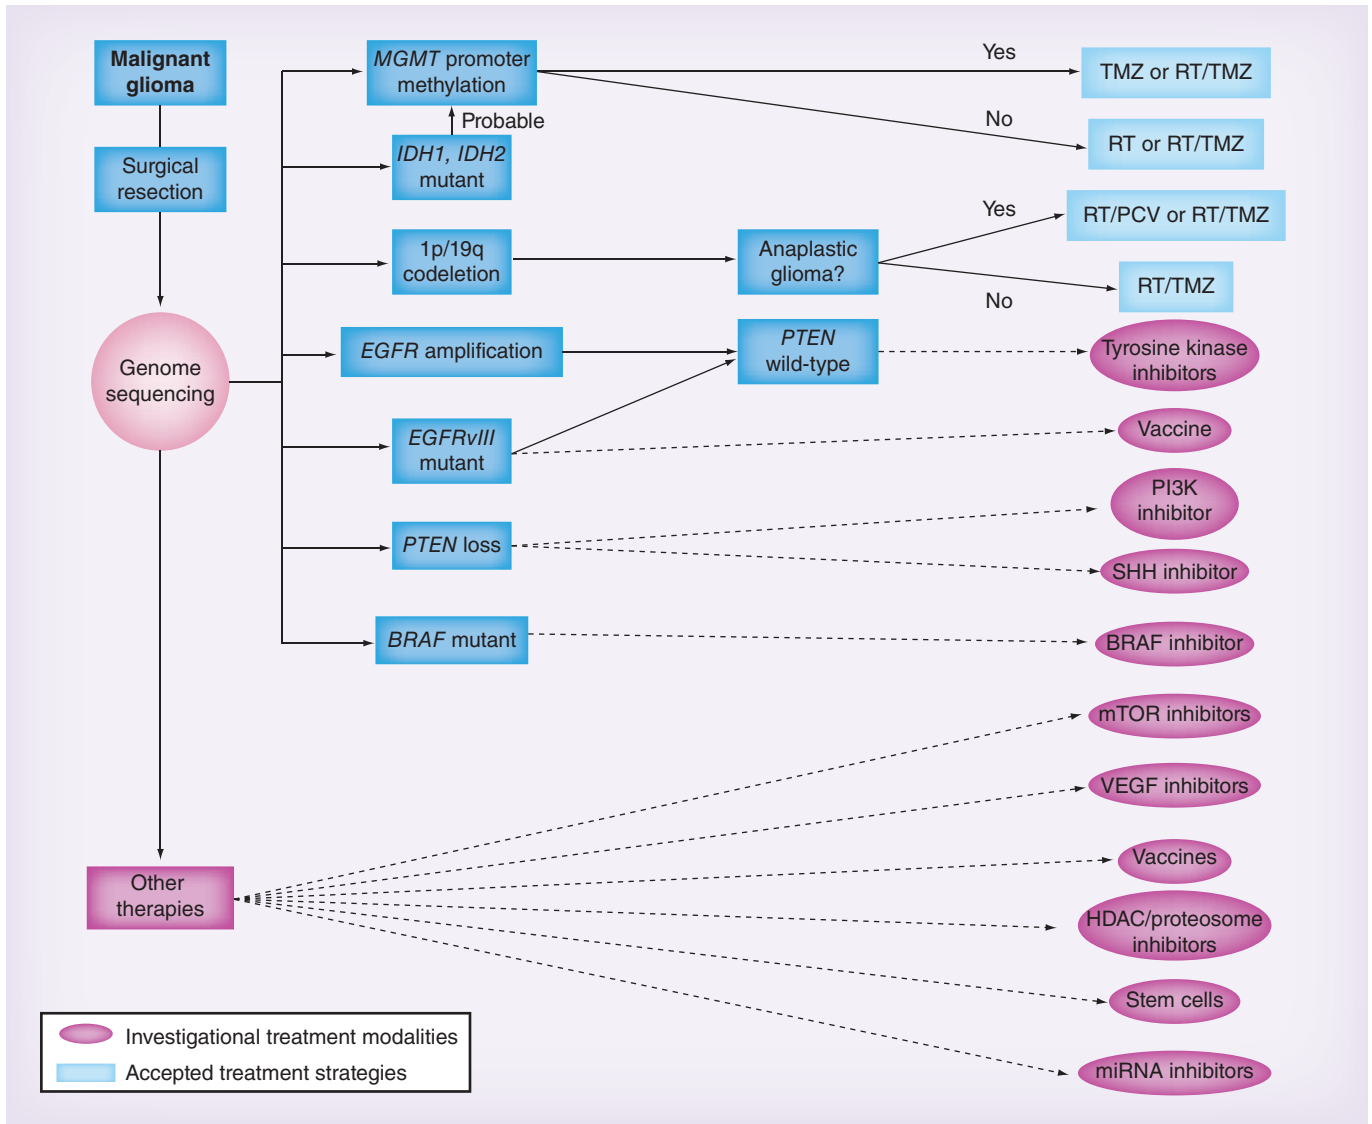 Malignant
glioma
Surgical
resection
Genome
sequencing
Other
therapies
MGMT promoter
methylation
Probable
IDH1, IDH2
mutant
1p/19q
codeletion
EGFR amplification
EGFRvIII
mutant
PTEN loss
BRAF mutant
Anaplastic
glioma?
PTEN
wild-type
Yes
No
Yes
No
TMZ or RT/TMZ
RT or RT/TMZ
RT/PCV or RT/TMZ
RT/TMZ
Tyrosine kinase
inhibitors
Vaccine
PI3K
inhibitor
SHH inhibitor
BRAF inhibitor
mTOR inhibitors
VEGF inhibitors
Vaccines
HDAC/proteosome
inhibitors
Stem cells
miRNA inhibitors
Investigational treatment modalities
Accepted treatment strategies